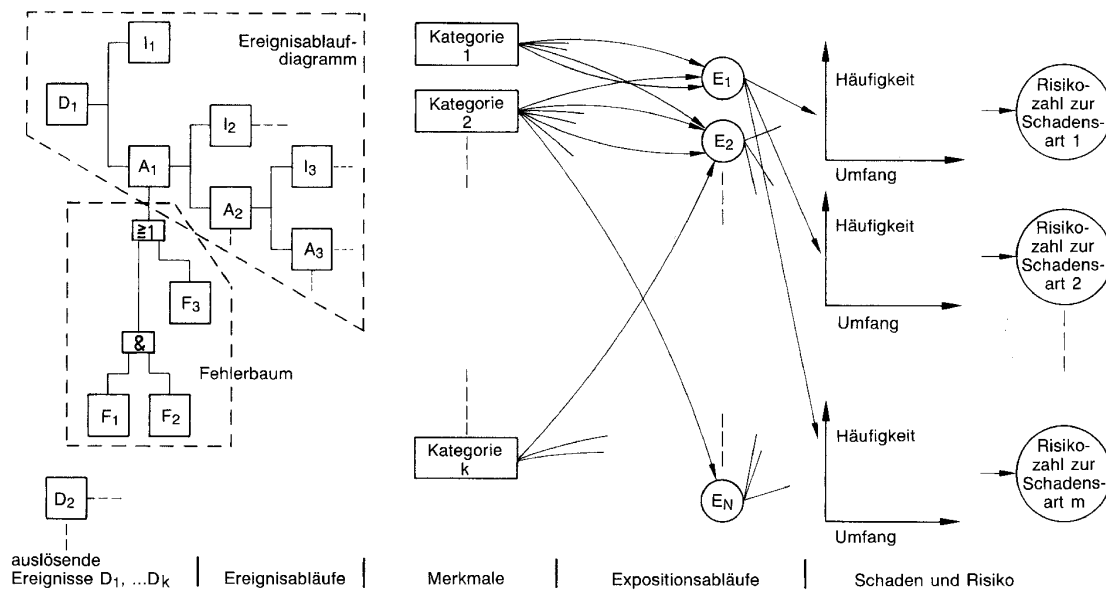 Ereignisablauf-
diagramm
I₁
D₁
I₂
A₁
I₃
A₂
A₃
≧1
F₃
&
Fehlerbaum
F₁
F₂
D₂
Kategorie
1
Kategorie
2
Kategorie
k
E₁
E₂
E_N
Häufigkeit
Umfang
Risiko-
zahl zur
Schadens-
art 1
Häufigkeit
Umfang
Risiko-
zahl zur
Schadens-
art 2
Häufigkeit
Umfang
Risiko-
zahl zur
Schadens-
art m
auslösende
Ereignisse D₁, ...Dₖ
Ereignisabläufe
Merkmale
Expositionsabläufe
Schaden und Risiko